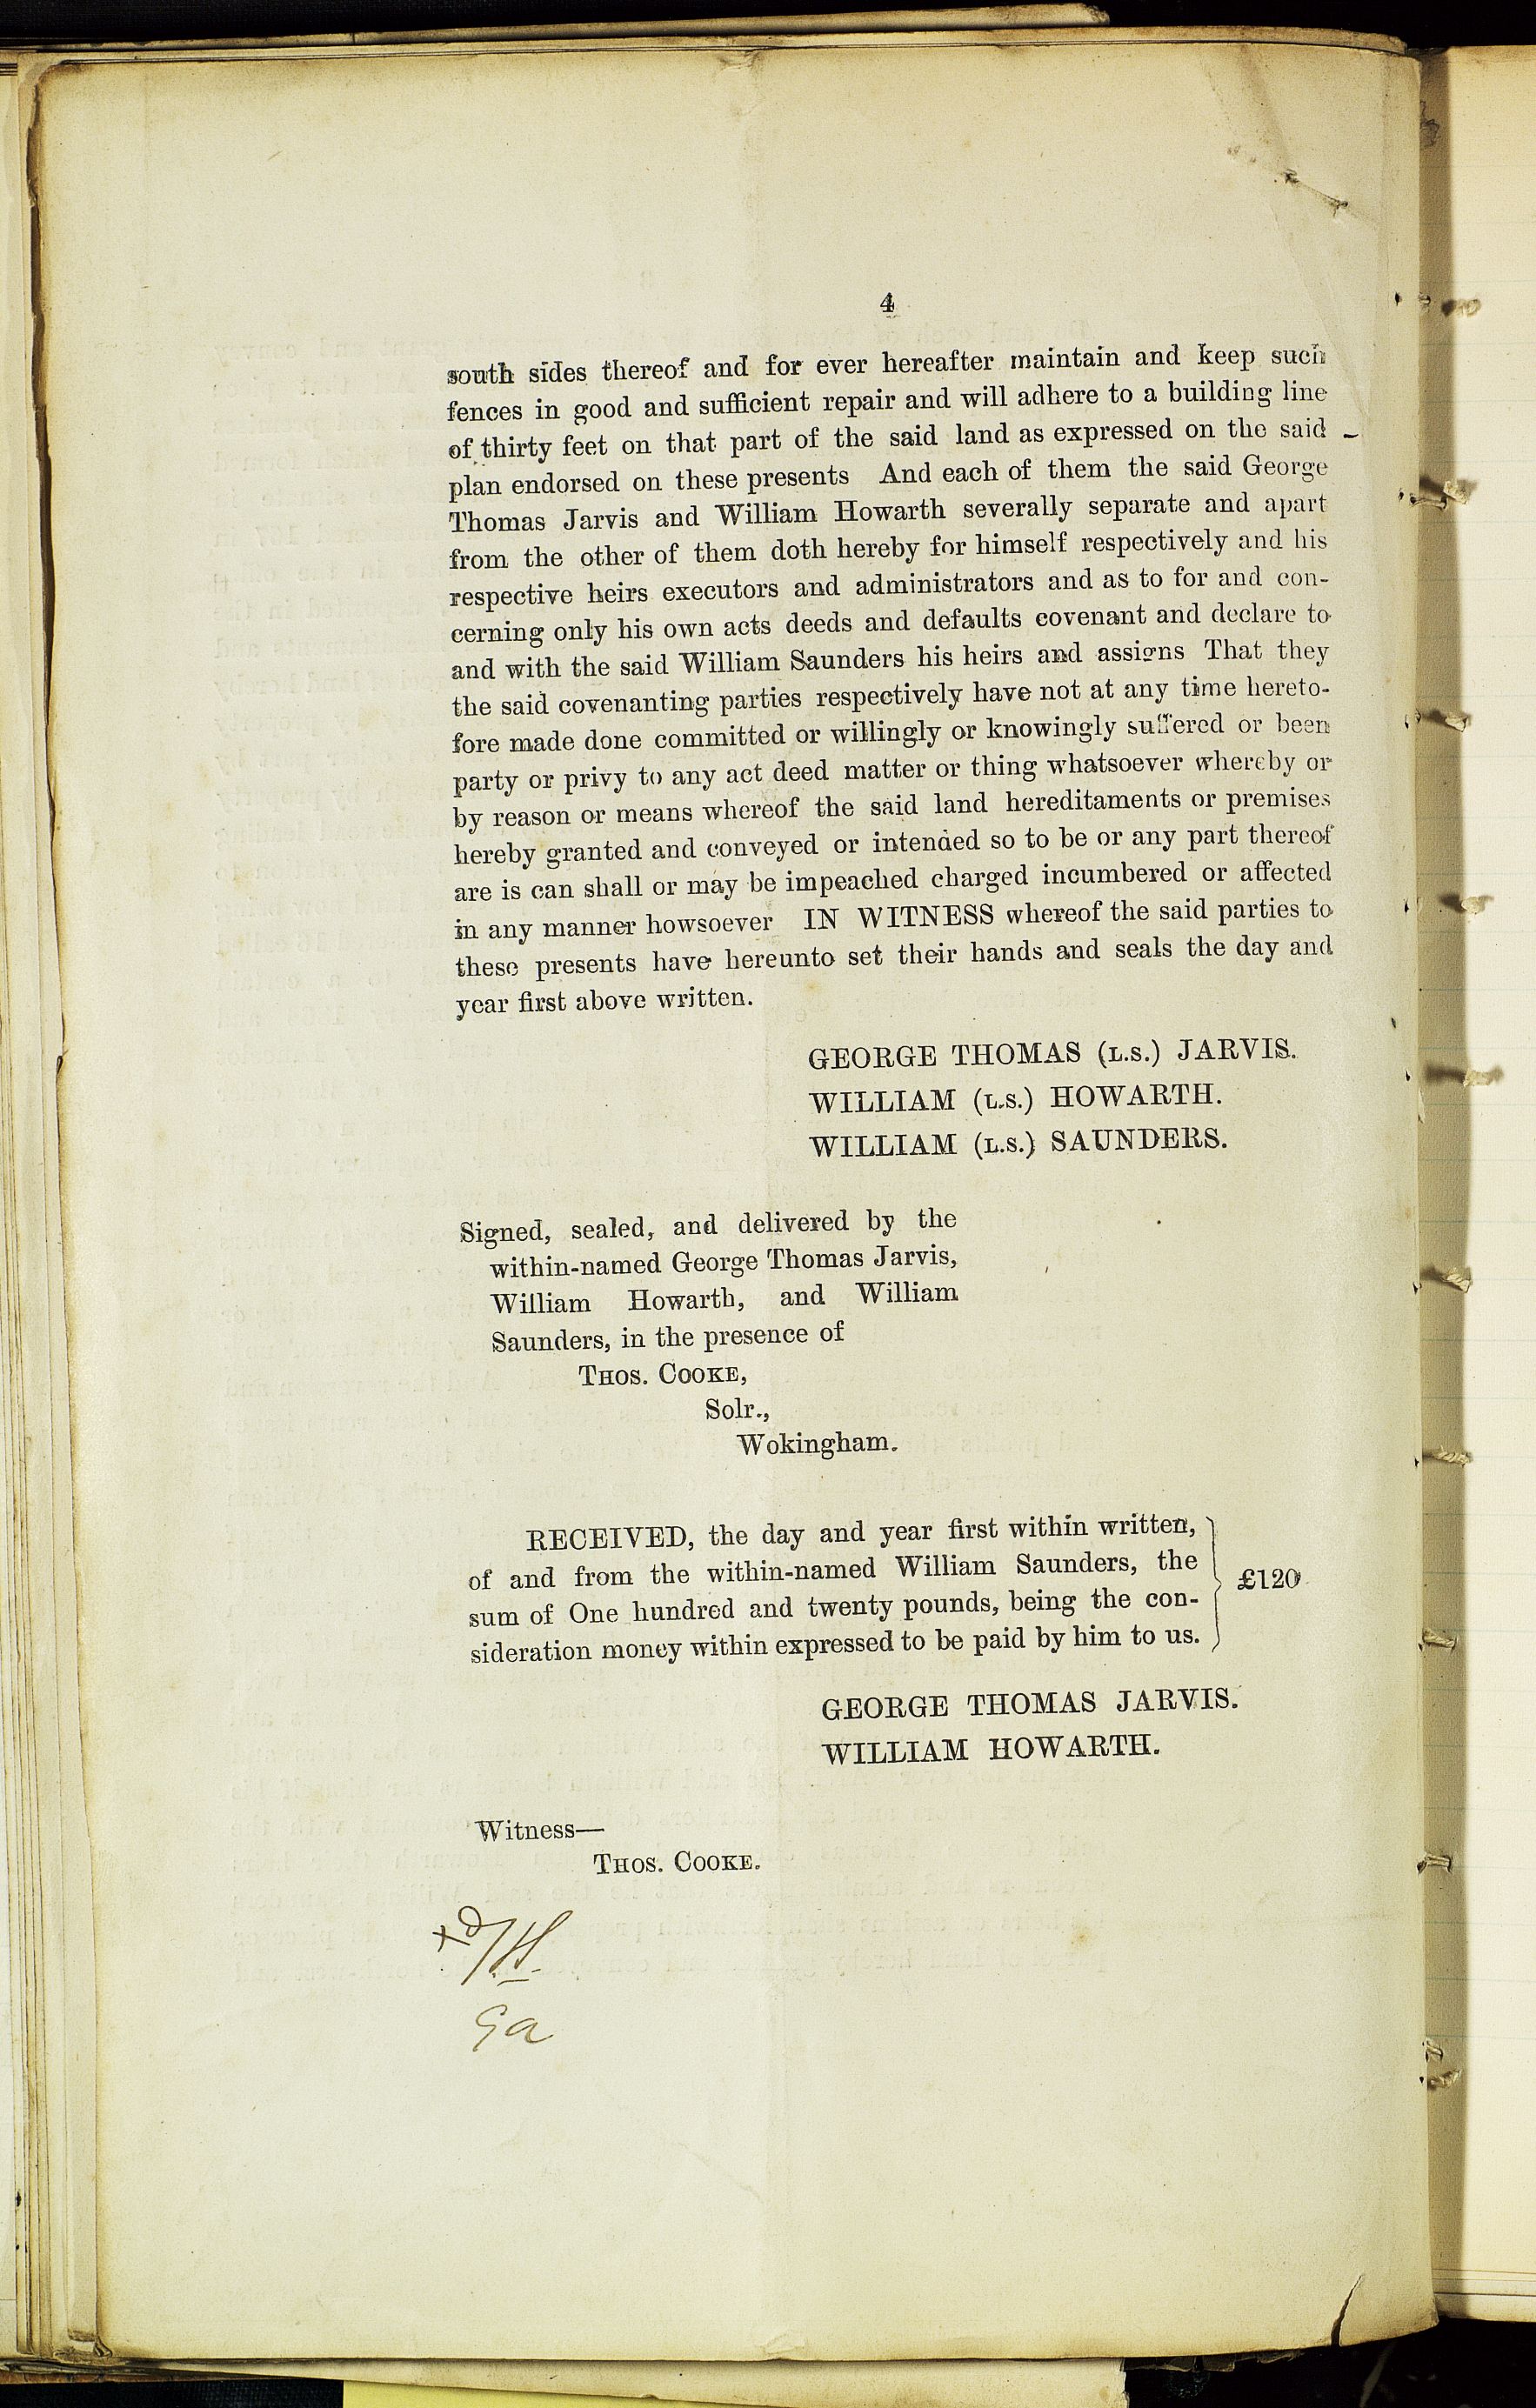 4
south sides thereof and for ever hereafter maintain and keep such
fences in good and sufficient repair and will adhere to a building line
of thirty feet on that part of the said land as expressed on the said
plan endorsed on these presents And each of them the said George
Thomas Jarvis and William Howarth severally separate and apart
from the other of them doth hereby for himself respectively and his
respective heirs executors and administrators and as to for and con-
cerning only his own acts deeds and defaults covenant and declare to
and with the said William Saunders his heirs and assigns That they
the said covenanting parties respectively have not at any time hereto-
fore made done committed or willingly or knowingly suffered or been
party or privy to any act deed matter or thing whatsoever whereby or
by reason or means whereof the said land hereditaments or premises
hereby granted and conveyed or intended so to be or any part thereof
are is can shall or may be impeached charged incumbered or affected
in any manner howsoever IN WITNESS whereof the said parties to
these presents have hereunto set their hands and seals the day and
year first above written.
GEORGE THOMAS (L.S.) JARVIS.
WILLIAM (L.S.) HOWARTH.
WILLIAM (L.S.) SAUNDERS.
Signed, sealed, and delivered by the
within-named George Thomas Jarvis,
William Howarth, and William
Saunders, in the presence of
THOS. COOKE,
Solr.,
Wokingham.
RECEIVED, the day and year first within written,
of and from the within-named William Saunders, the
sum of One hundred and twenty pounds, being the con-
sideration money within expressed to be paid by him to us.
£120
GEORGE THOMAS JARVIS.
WILLIAM HOWARTH.
Witness—
THOS. COOKE.